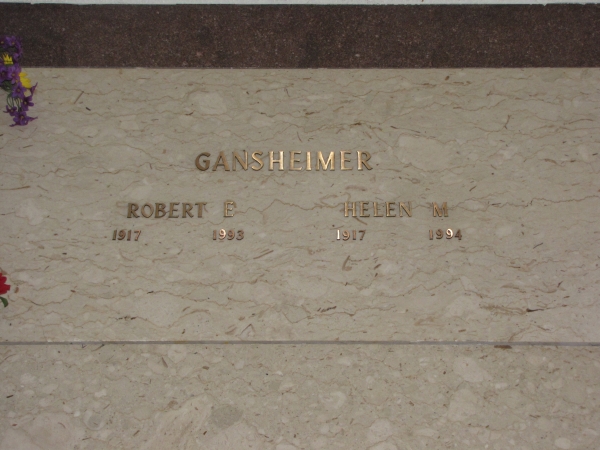 GANSHEIMER
ROBERT E HELEN M
1917 1993 1917 1994